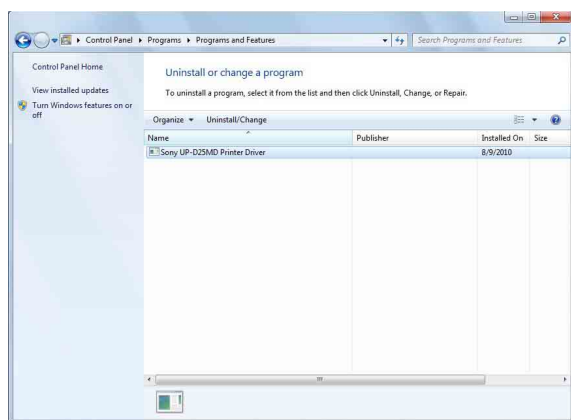 Control Panel ▸ Programs ▸ Programs and Features
Search Programs and Features
Control Panel Home
View installed updates
Turn Windows features on or
off
Uninstall or change a program
To uninstall a program, select it from the list and then click Uninstall, Change, or Repair.
Organize Uninstall/Change
Name Publisher Installed On Size
Sony UP-D25MD Printer Driver 8/9/2010